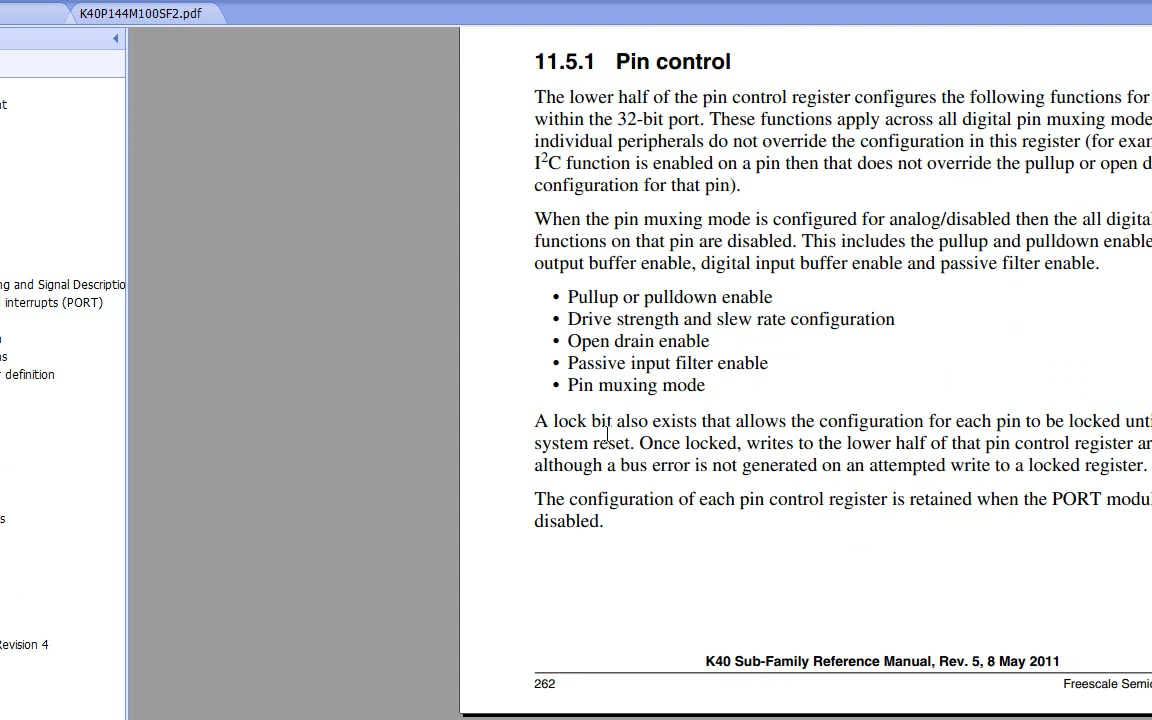 K40P144M100SF2.pdf
11.5.1 Pin control
The lower half of the pin control register configures the following functions for
within the 32-bit port. These functions apply across all digital pin muxing mode
individual peripherals do not override the configuration in this register (for exam
I²C function is enabled on a pin then that does not override the pullup or open d
configuration for that pin).
When the pin muxing mode is configured for analog/disabled then the all digital
functions on that pin are disabled. This includes the pullup and pulldown enable
output buffer enable, digital input buffer enable and passive filter enable.
• Pullup or pulldown enable
• Drive strength and slew rate configuration
• Open drain enable
• Passive input filter enable
• Pin muxing mode
A lock bit also exists that allows the configuration for each pin to be locked unti
system reset. Once locked, writes to the lower half of that pin control register ar
although a bus error is not generated on an attempted write to a locked register.
The configuration of each pin control register is retained when the PORT modul
disabled.
K40 Sub-Family Reference Manual, Rev. 5, 8 May 2011
262 Freescale Semic
nt
ng and Signal Descriptio
interrupts (PORT)
ns
definition
s
Revision 4